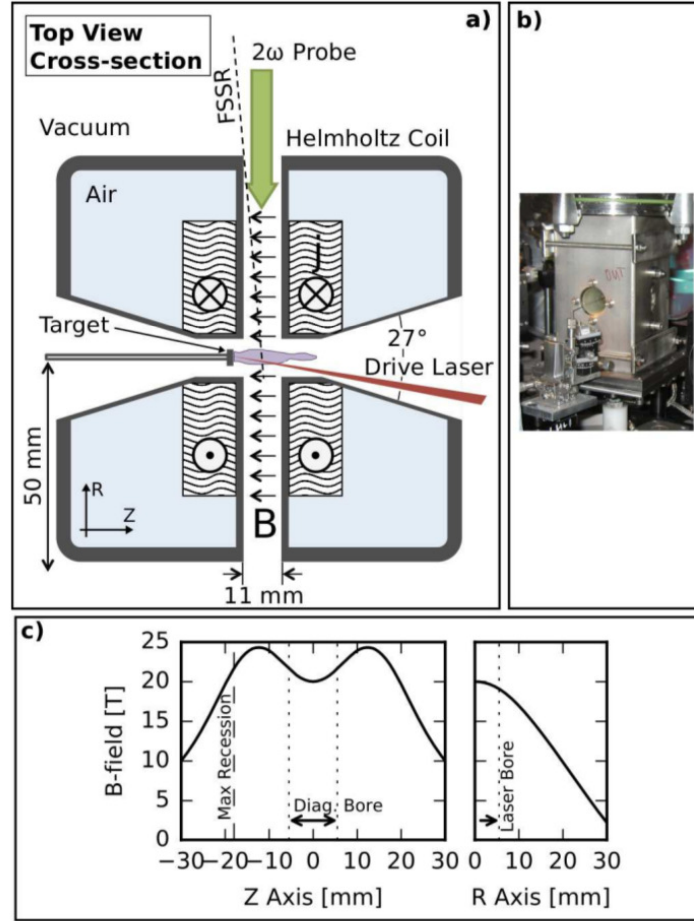 a)
Top View
Cross-section
2ω Probe
FSSR
Vacuum
Helmholtz Coil
Air
j
Target
27°
Drive Laser
50 mm
R
Z
B
11 mm
b)
c)
B-field [T]
25
20
15
10
5
0
Max Recession
Diag. Bore
−30 −20 −10 0 10 20 30
Z Axis [mm]
Laser Bore
0 10 20 30
R Axis [mm]